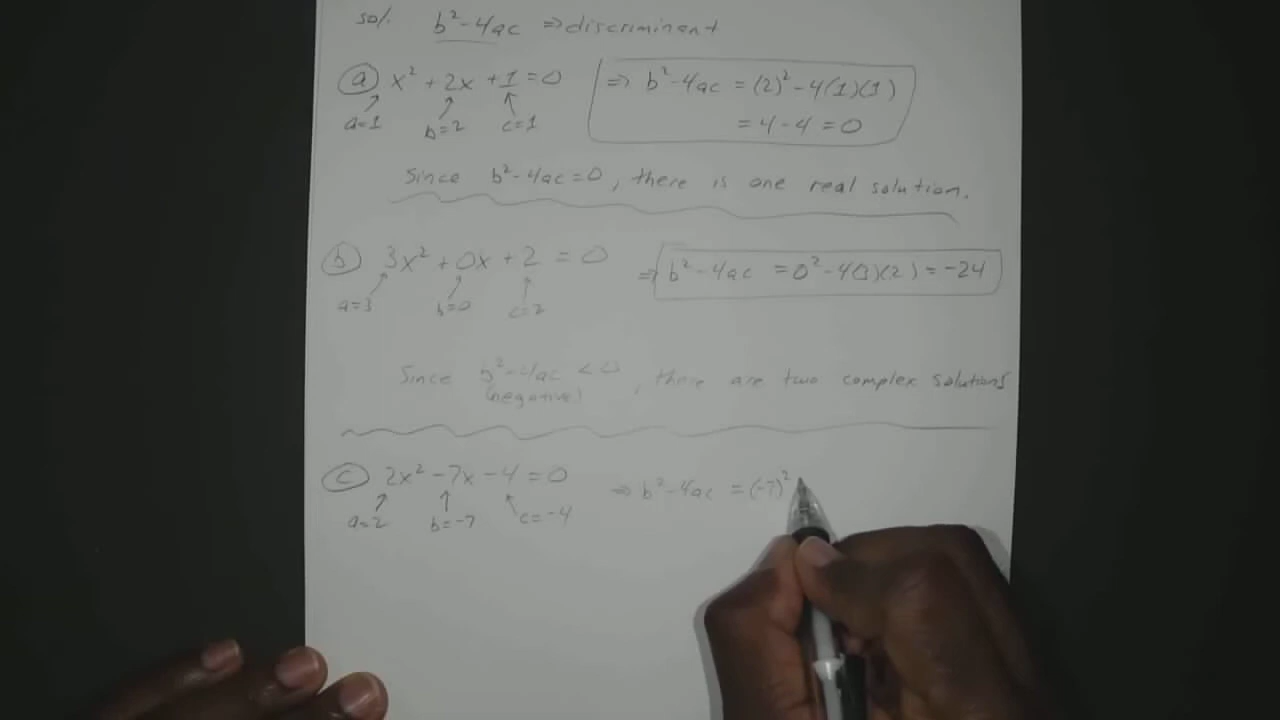 sol. b²-4ac ⇒ discriminent
(a) x² + 2x + 1 = 0 ⇒ b²-4ac = (2)² - 4(1)(1)
a=1 b=2 c=1 = 4 - 4 = 0
Since b²-4ac = 0, there is one real solution.
(b) 3x² + 0x + 2 = 0 ⇒ b²-4ac = 0² - 4(3)(2) = -24
a=3 b=0 c=2
Since b²-4ac < 0, there are two complex solutions
(negative)
(c) 2x² - 7x - 4 = 0 ⇒ b²-4ac = (-7)²
a=2 b=-7 c=-4